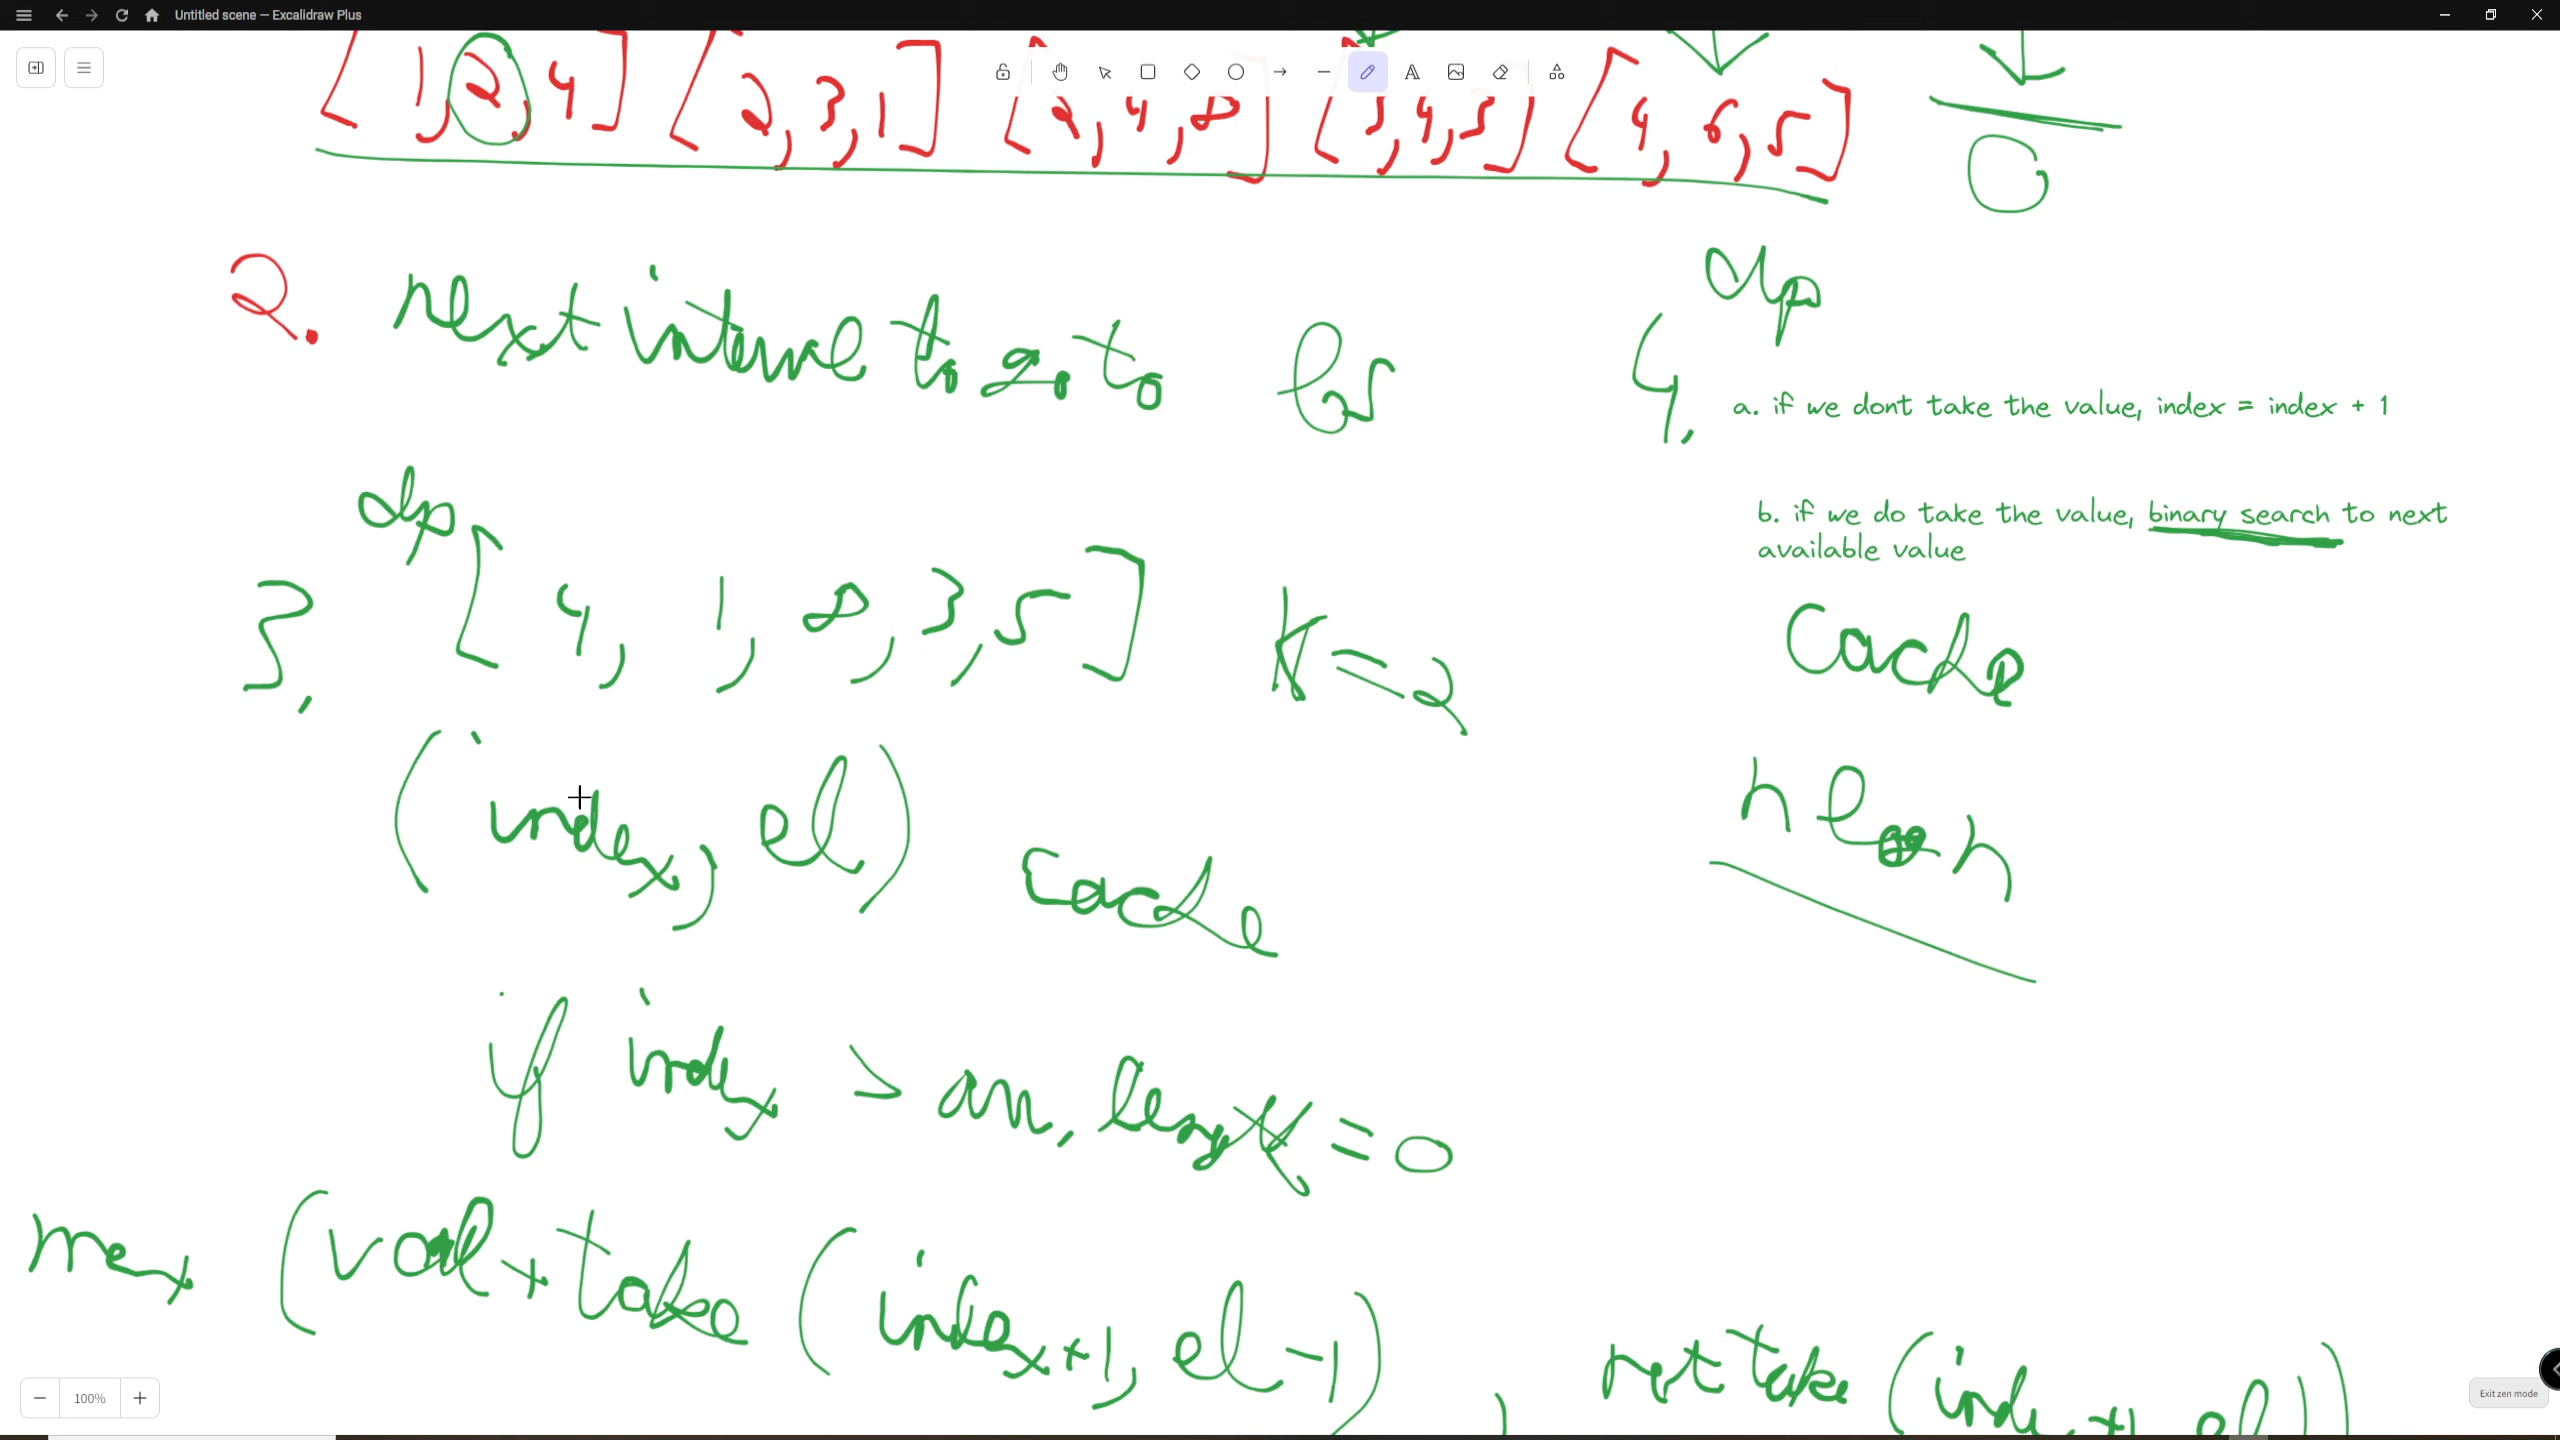 Untitled scene — Excalidraw Plus
[1,2,4] [2,3,1] [2,4,8] [3,4,3] [4,6,5]
2. next interval to go to bs
4. dp
a. if we dont take the value, index = index + 1
b. if we do take the value, binary search to next
available value
3. dp [4, 1, 8, 3, 5] K=2
Cache
(index, el) Cache
n log n
if index > arr.length = 0
max (val + take (index+1, el-1)
, not take (index+1, el))
100%
Exit zen mode